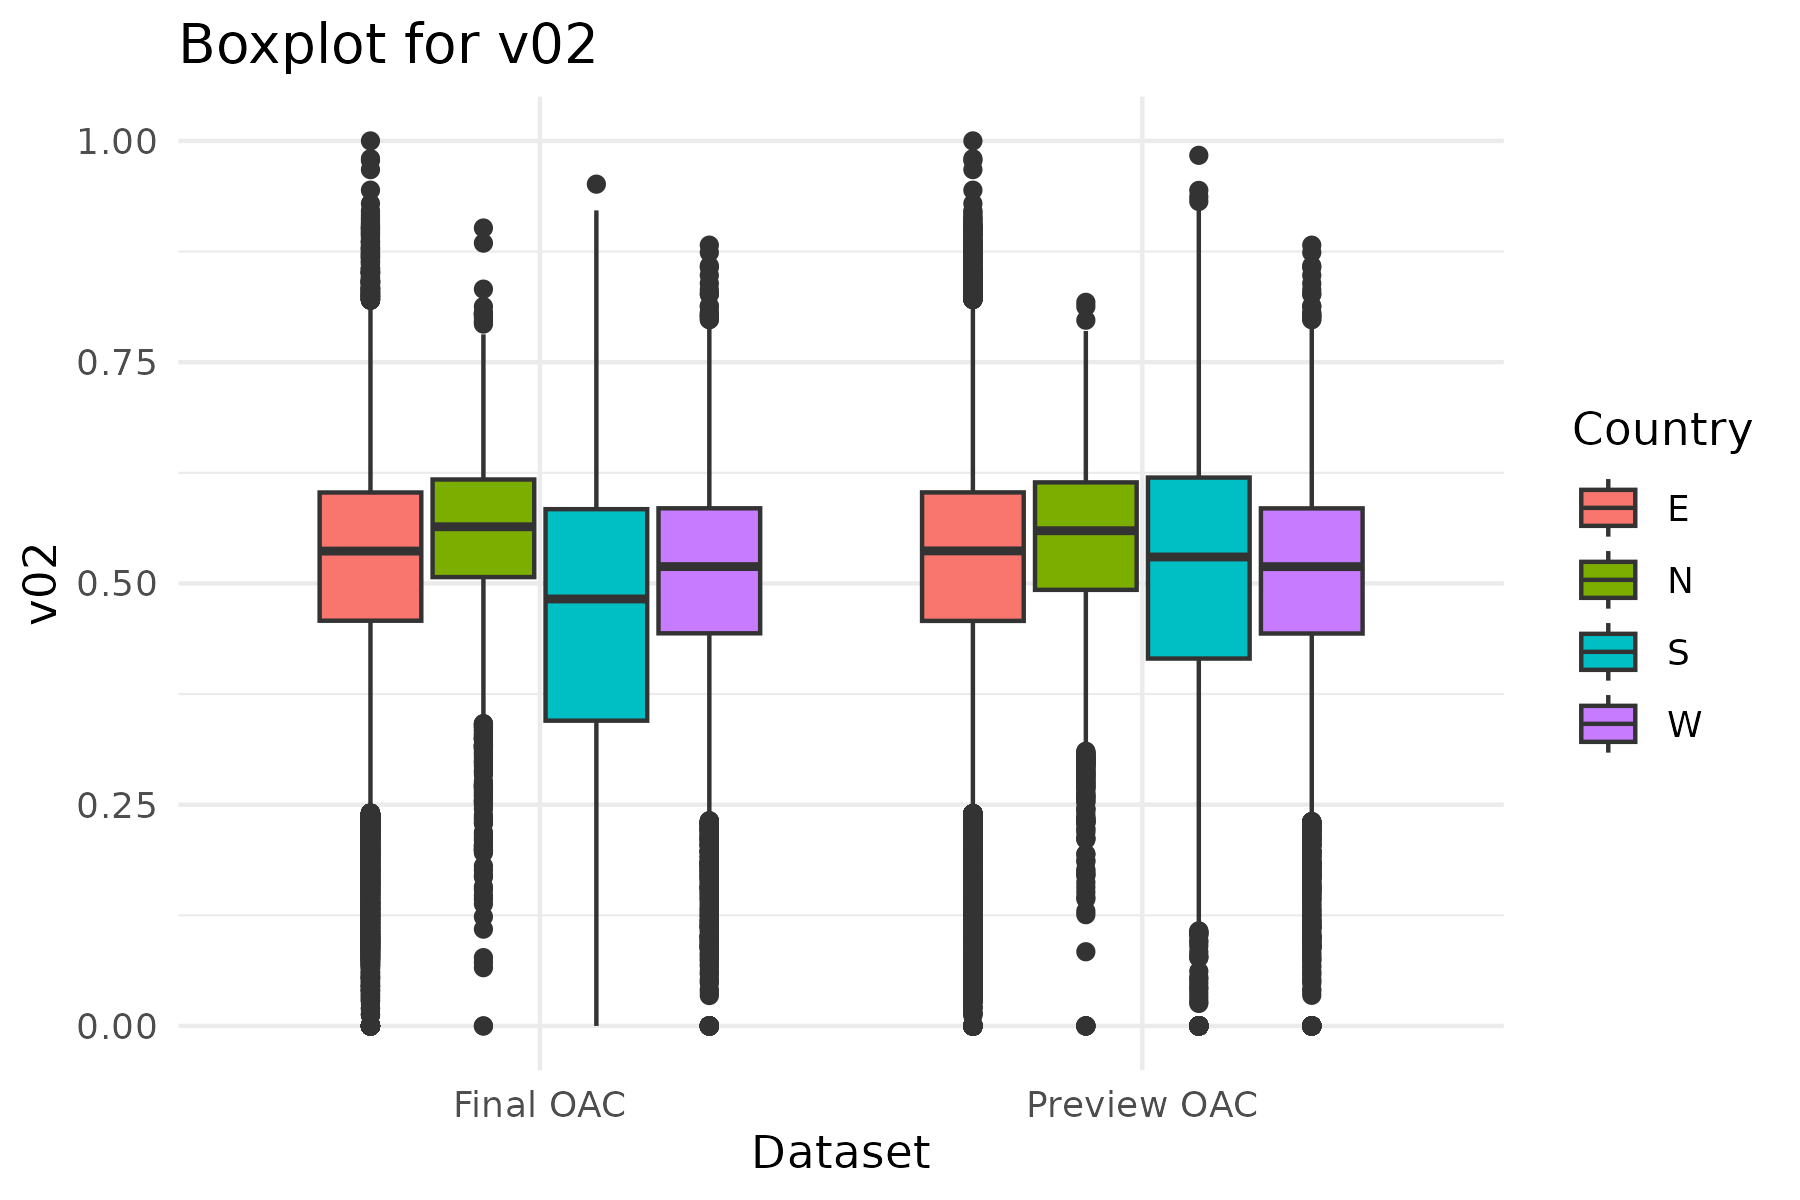 Boxplot for v02
1.00
0.75
0.50
0.25
0.00
v02
Final OAC
Preview OAC
Dataset
Country
E
N
S
W